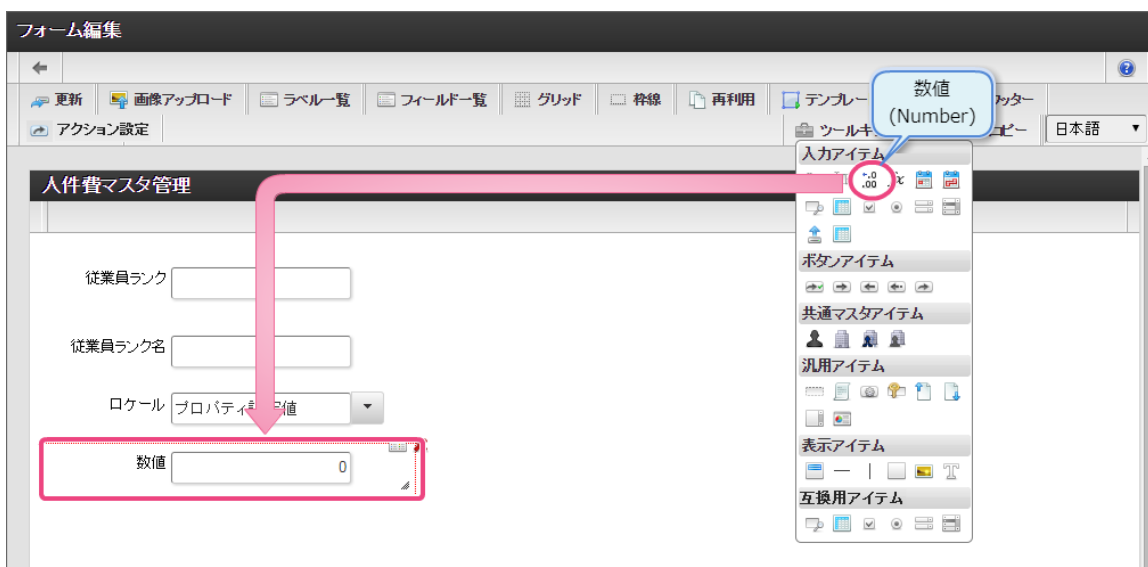 フォーム編集
更新 画像アップロード ラベル一覧 フィールド一覧 グリッド 枠線 再利用 テンプレー ッター
アクション設定 ツールキ コピー 日本語
数値
(Number)
入力アイテム
人件費マスタ管理
従業員ランク
ボタンアイテム
共通マスタアイテム
従業員ランク名
汎用アイテム
ロケール プロパティ 値
表示アイテム
数値 0
互換用アイテム